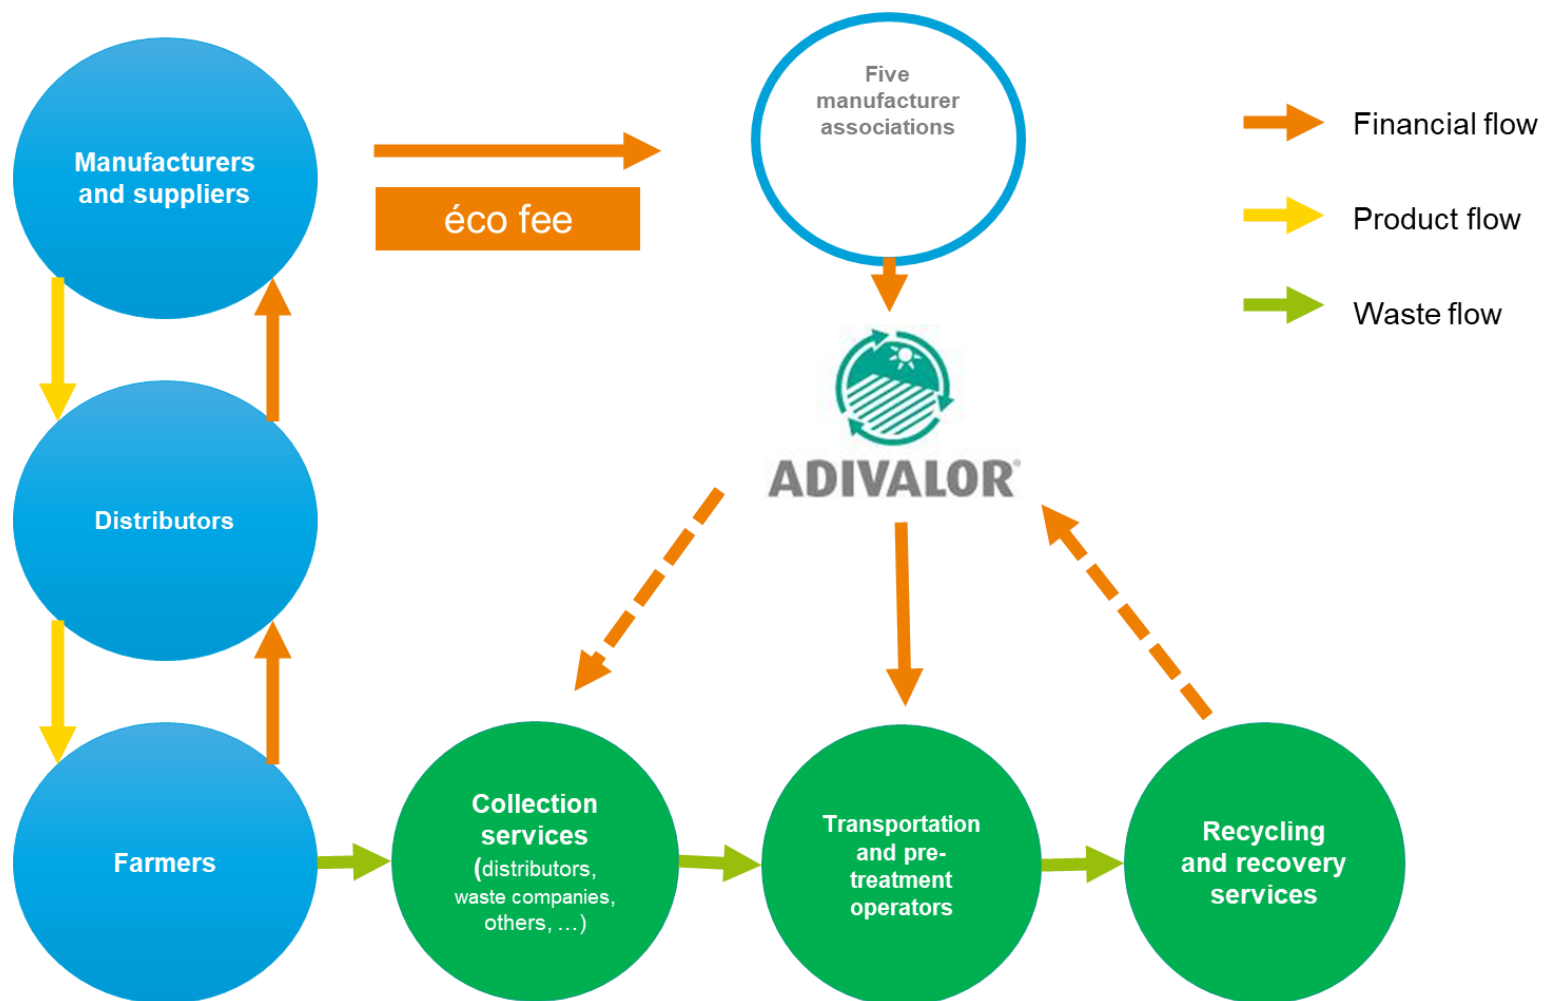 Manufacturers
and suppliers
éco fee
Five
manufacturer
associations
Financial flow
Product flow
Waste flow
ADIVALOR®
Distributors
Farmers
Collection
services
(distributors,
waste companies,
others, …)
Transportation
and pre-
treatment
operators
Recycling
and recovery
services